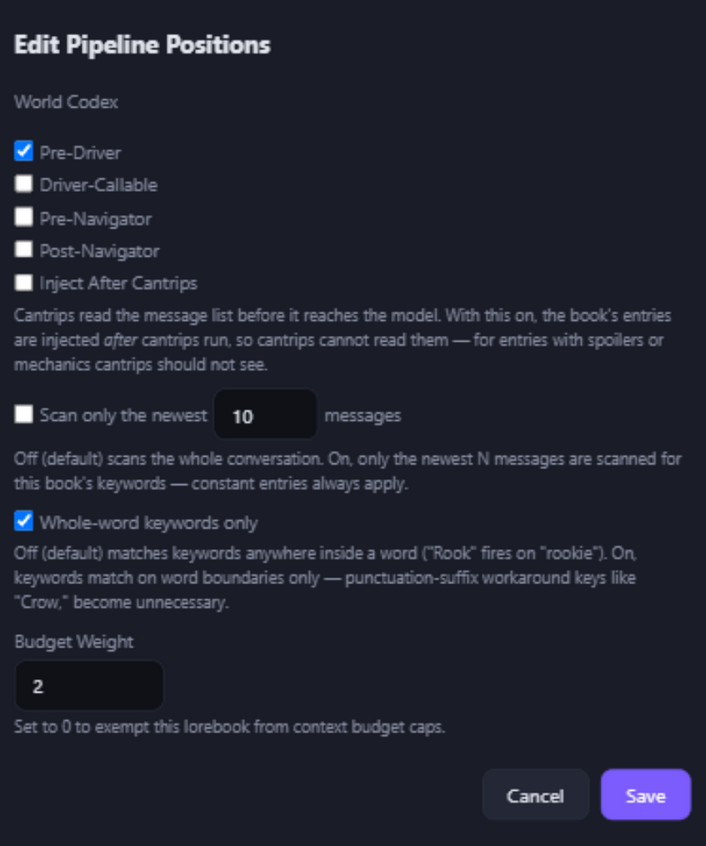 Edit Pipeline Positions
World Codex
Pre-Driver
Driver-Callable
Pre-Navigator
Post-Navigator
Inject After Cantrips
Cantrips read the message list before it reaches the model. With this on, the book's entries
are injected after cantrips run, so cantrips cannot read them — for entries with spoilers or
mechanics cantrips should not see.
Scan only the newest 10 messages
Off (default) scans the whole conversation. On, only the newest N messages are scanned for
this book's keywords — constant entries always apply.
Whole-word keywords only
Off (default) matches keywords anywhere inside a word ("Rook" fires on "rookie"). On,
keywords match on word boundaries only — punctuation-suffix workaround keys like
"Crow," become unnecessary.
Budget Weight
2
Set to 0 to exempt this lorebook from context budget caps.
Cancel Save